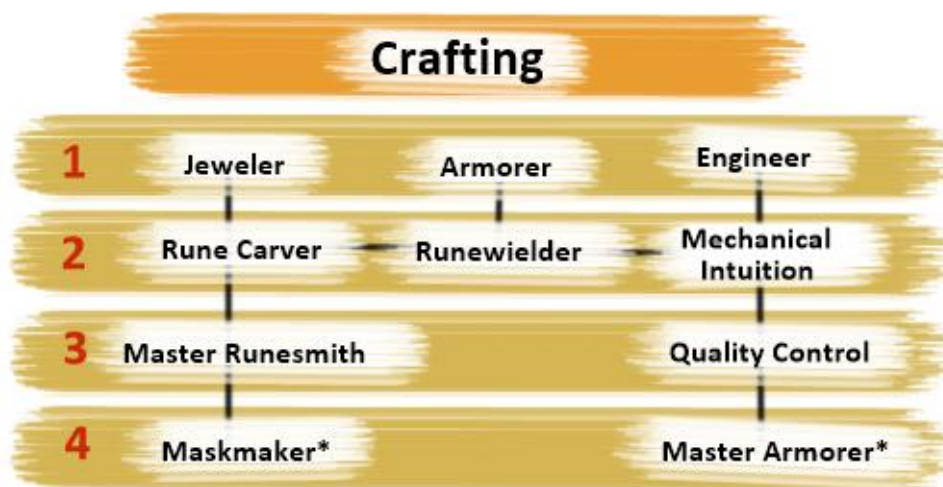 Crafting
1 Jeweler Armorer Engineer
2 Rune Carver Runewielder Mechanical
Intuition
3 Master Runesmith Quality Control
4 Maskmaker* Master Armorer*